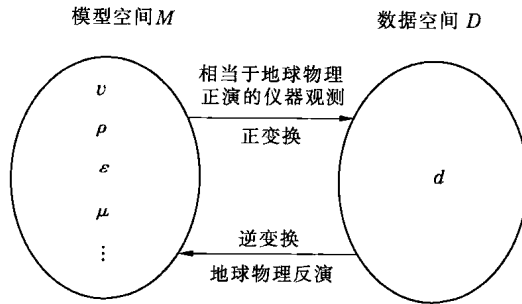 模型空间M
数据空间 D
υ
ρ
ε
μ
⋮
相当于地球物理
正演的仪器观测
正变换
d
逆变换
地球物理反演